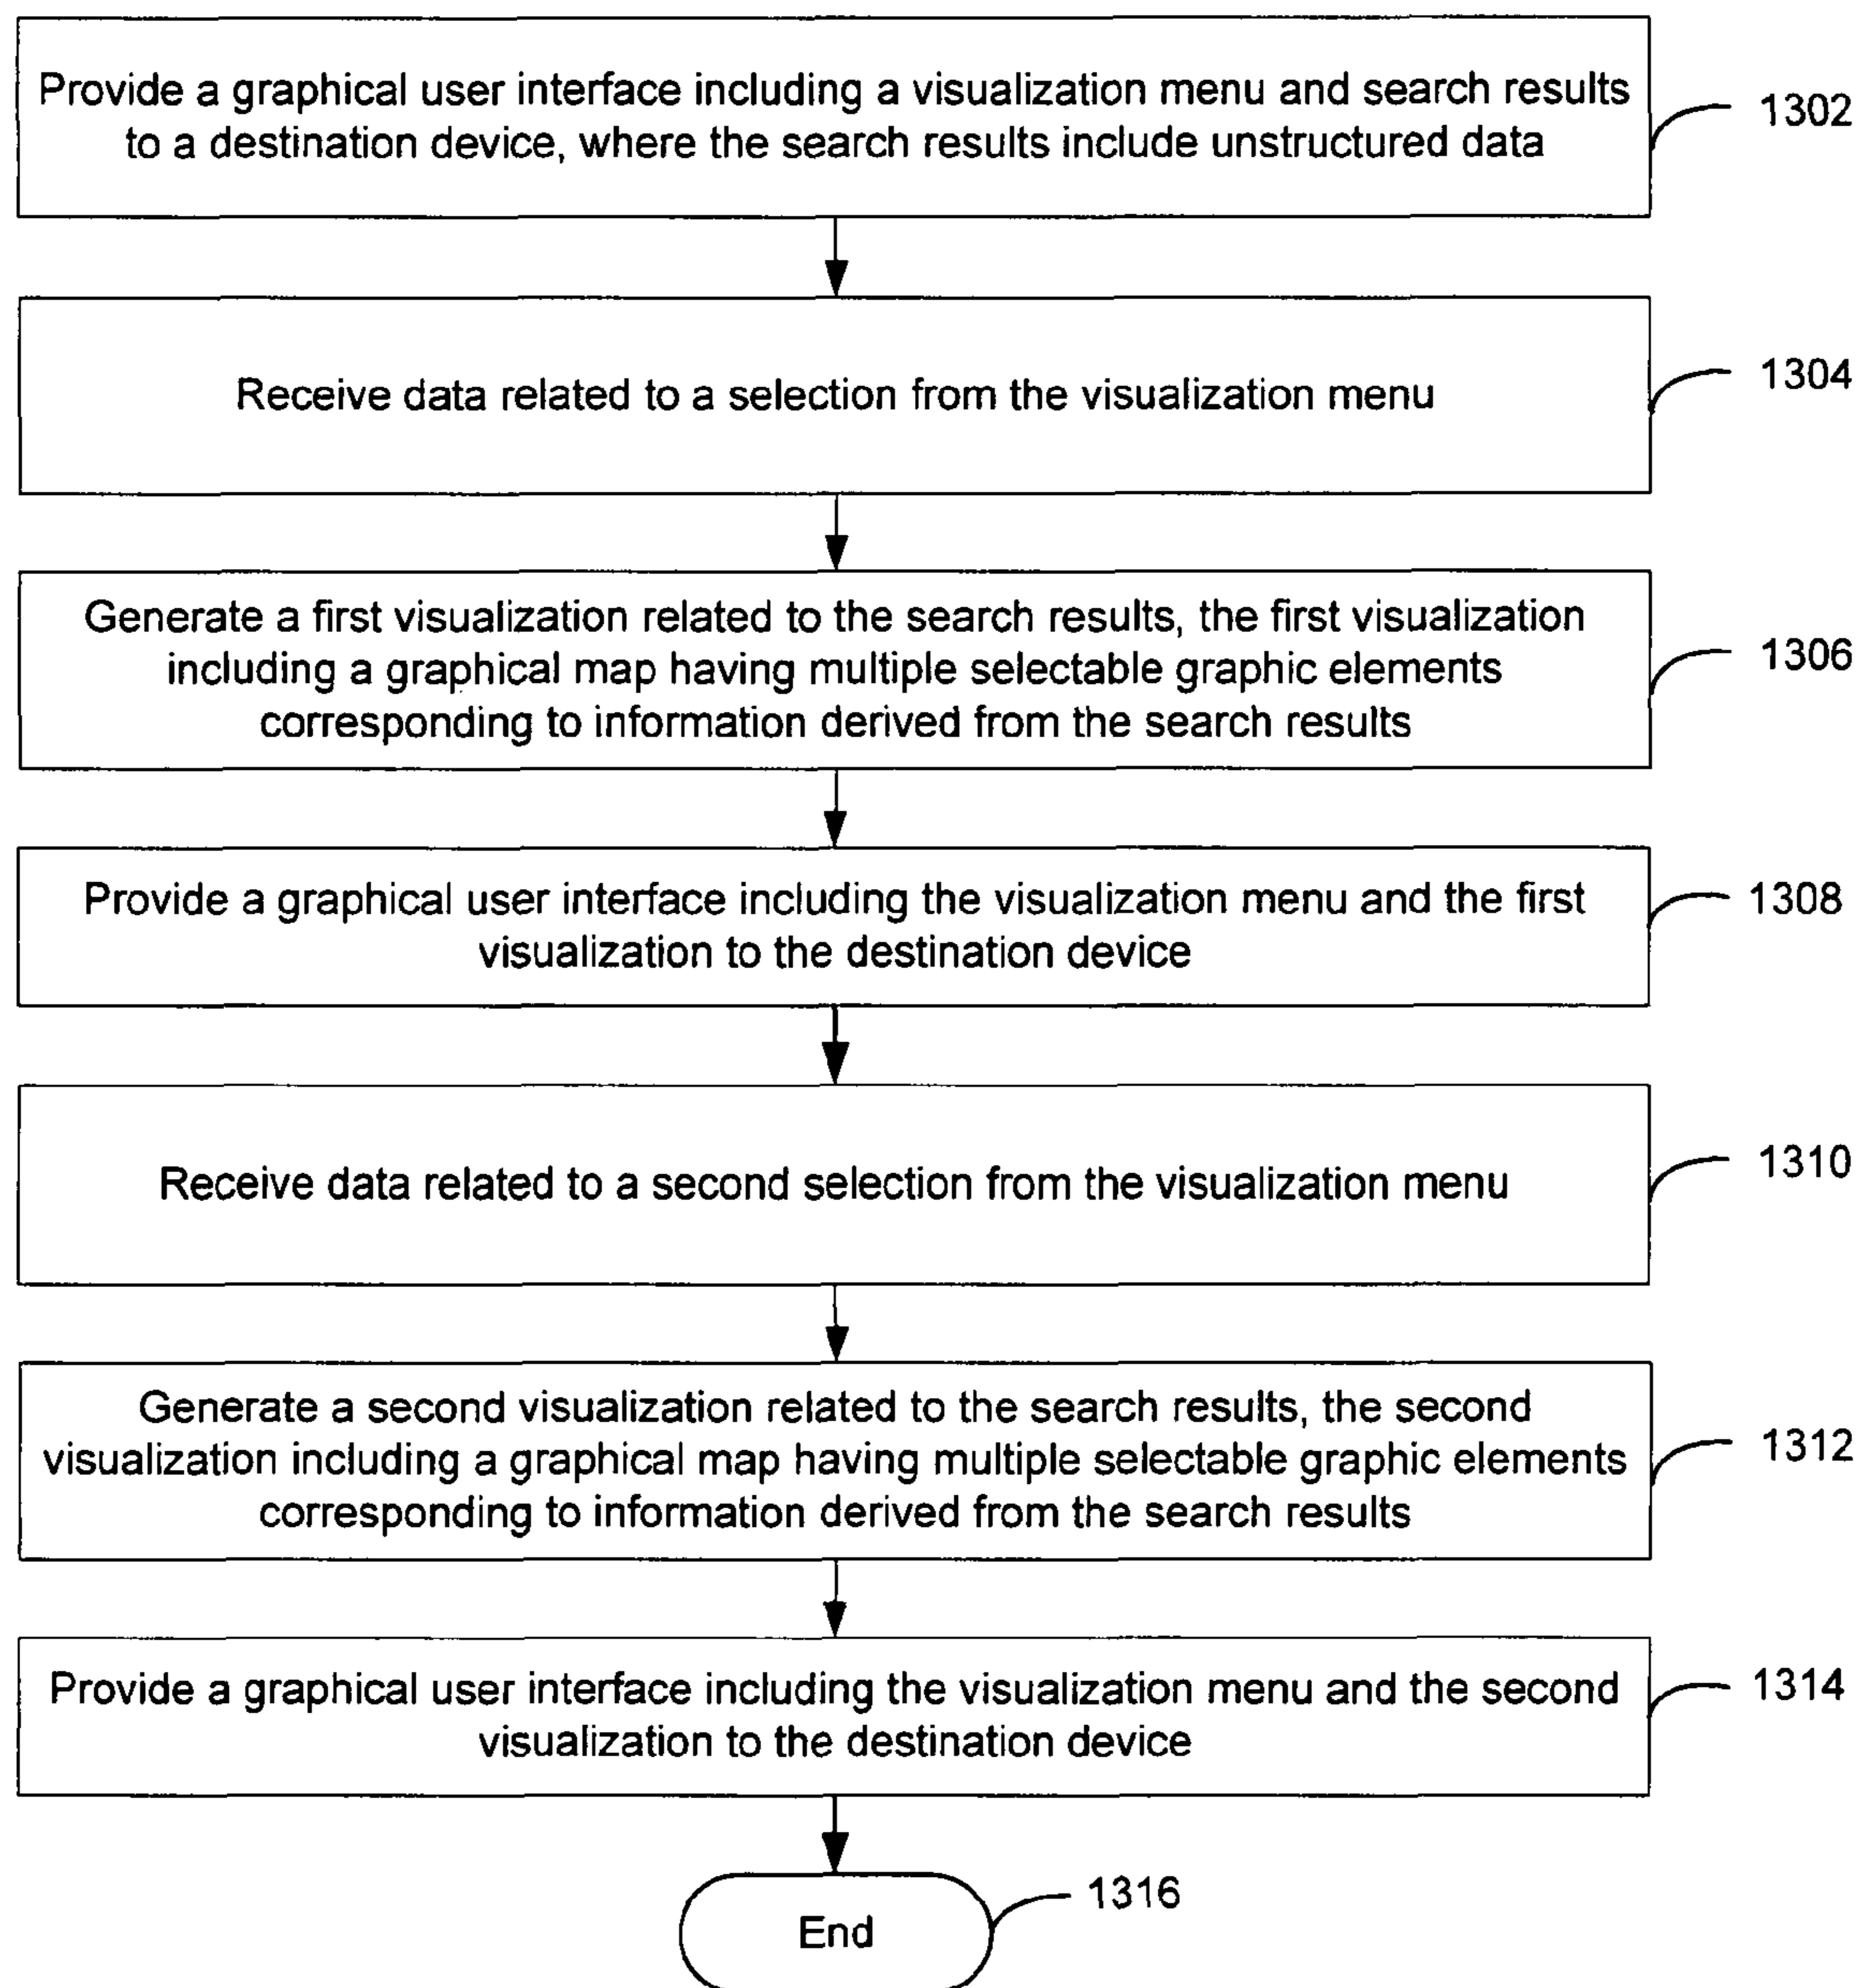 Provide a graphical user interface including a visualization menu and search results
to a destination device, where the search results include unstructured data
1302
Receive data related to a selection from the visualization menu
1304
Generate a first visualization related to the search results, the first visualization
including a graphical map having multiple selectable graphic elements
corresponding to information derived from the search results
1306
Provide a graphical user interface including the visualization menu and the first
visualization to the destination device
1308
Receive data related to a second selection from the visualization menu
1310
Generate a second visualization related to the search results, the second
visualization including a graphical map having multiple selectable graphic elements
corresponding to information derived from the search results
1312
Provide a graphical user interface including the visualization menu and the second
visualization to the destination device
1314
End
1316